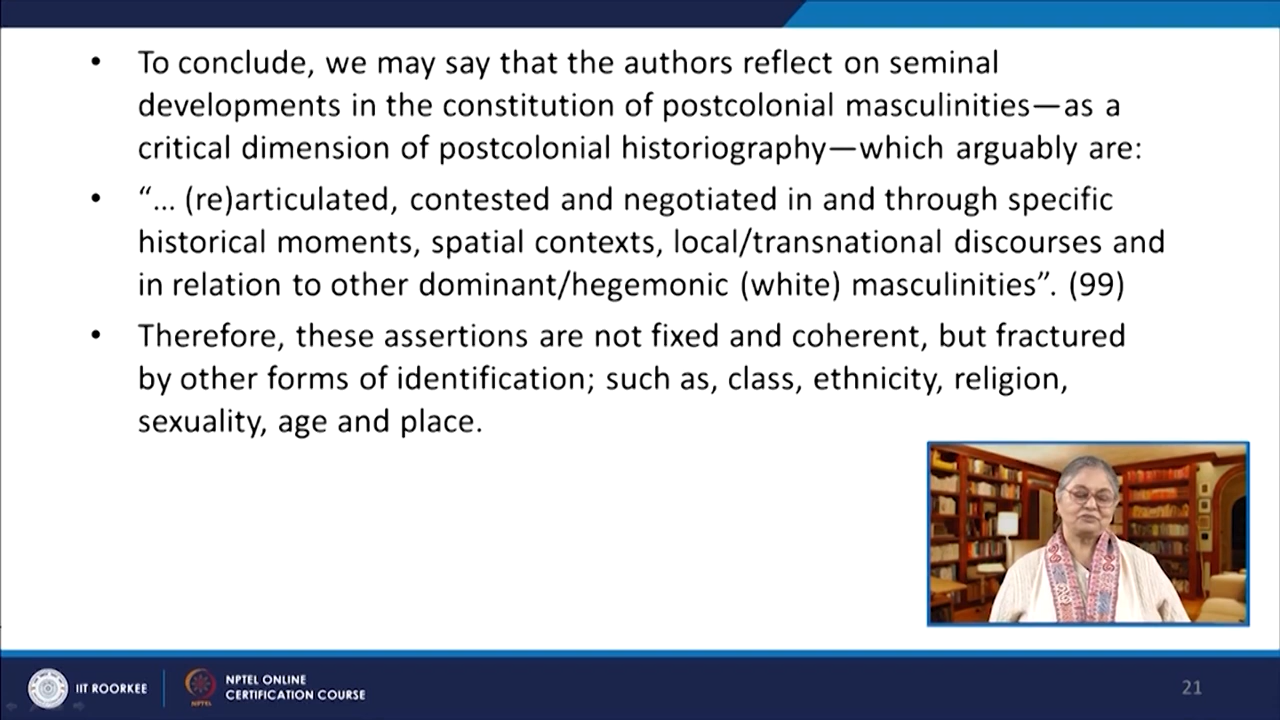 • To conclude, we may say that the authors reflect on seminal
developments in the constitution of postcolonial masculinities—as a
critical dimension of postcolonial historiography—which arguably are:
• “... (re)articulated, contested and negotiated in and through specific
historical moments, spatial contexts, local/transnational discourses and
in relation to other dominant/hegemonic (white) masculinities”. (99)
• Therefore, these assertions are not fixed and coherent, but fractured
by other forms of identification; such as, class, ethnicity, religion,
sexuality, age and place.
IIT ROORKEE
NPTEL
NPTEL ONLINE
CERTIFICATION COURSE
21